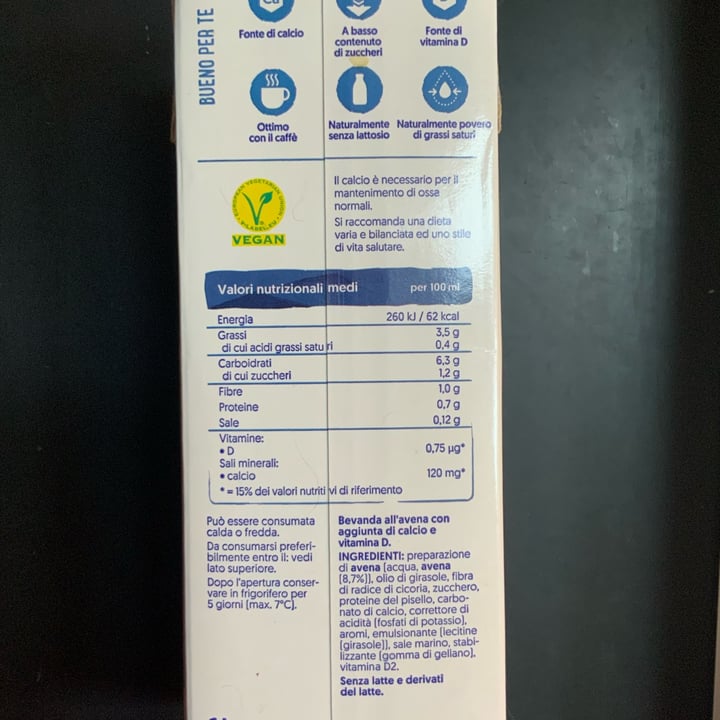 BUENO PER TE
Ca
Fonte di calcio
A basso
contenuto
di zuccheri
Fonte di
vitamina D
Ottimo
con il caffè
Naturalmente
senza lattosio
Naturalmente povero
di grassi saturi
EUROPEAN VEGETARIAN UNION
V-LABEL.EU
VEGAN
Il calcio è necessario per il
mantenimento di ossa
normali.
Si raccomanda una dieta
varia e bilanciata ed uno stile
di vita salutare.
Valori nutrizionali medi per 100 ml
Energia 260 kJ / 62 kcal
Grassi 3,5 g
di cui acidi grassi saturi 0,4 g
Carboidrati 6,3 g
di cui zuccheri 1,2 g
Fibre 1,0 g
Proteine 0,7 g
Sale 0,12 g
Vitamine:
• D 0,75 µg*
Sali minerali:
• calcio 120 mg*
* = 15% dei valori nutritivi di riferimento
Può essere consumata
calda o fredda.
Da consumarsi preferi-
bilmente entro il: vedi
lato superiore.
Dopo l'apertura conser-
vare in frigorifero per
5 giorni (max. 7°C).
Bevanda all'avena con
aggiunta di calcio e
vitamina D.
INGREDIENTI: preparazione
di avena (acqua, avena
(8,7%)), olio di girasole, fibra
di radice di cicoria, zucchero,
proteine del pisello, carbo-
nato di calcio, correttore di
acidità (fosfati di potassio),
aromi, emulsionante (lecitine
(girasole)), sale marino, stabi-
lizzante (gomma di gellano),
vitamina D2.
Senza latte e derivati
del latte.